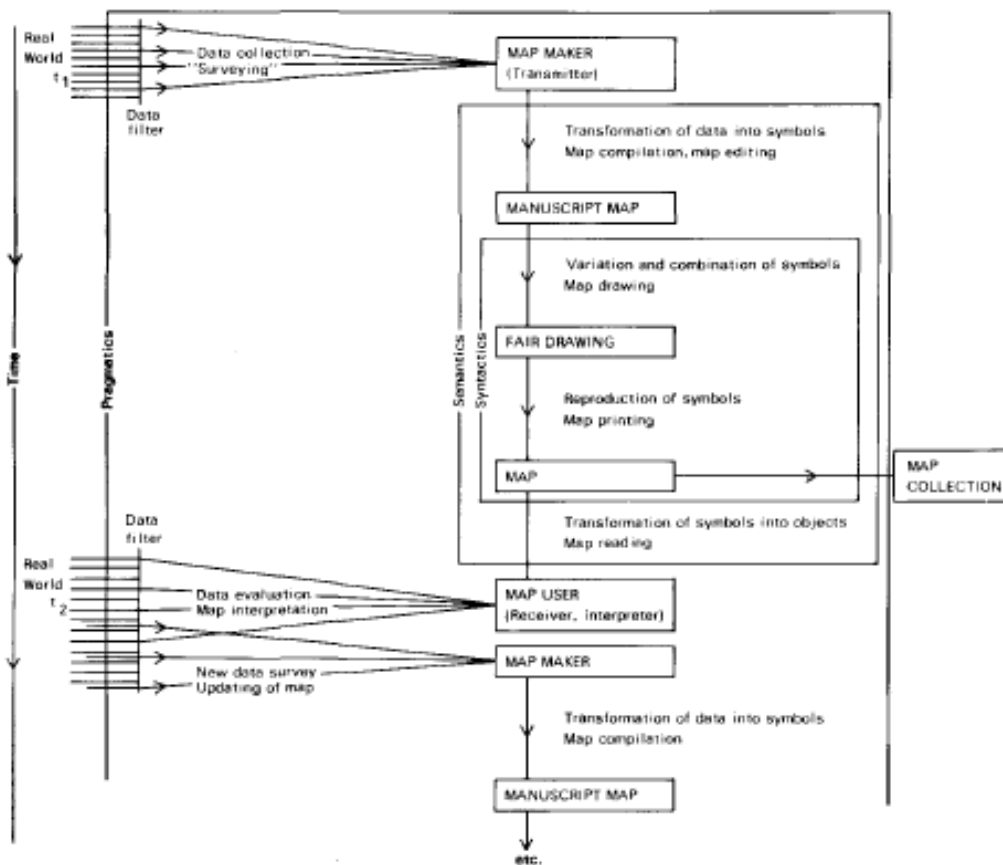 Real
World
t1
Data collection
"Surveying"
Data
filter
MAP MAKER
(Transmitter)
Transformation of data into symbols
Map compilation, map editing
MANUSCRIPT MAP
Variation and combination of symbols
Map drawing
FAIR DRAWING
Reproduction of symbols
Map printing
MAP
MAP
COLLECTION
Time
Pragmatics
Semantics
Syntactics
Transformation of symbols into objects
Map reading
Data
filter
Real
World
t2
Data evaluation
Map interpretation
MAP USER
(Receiver, interpreter)
MAP MAKER
New data survey
Updating of map
Transformation of data into symbols
Map compilation
MANUSCRIPT MAP
etc.